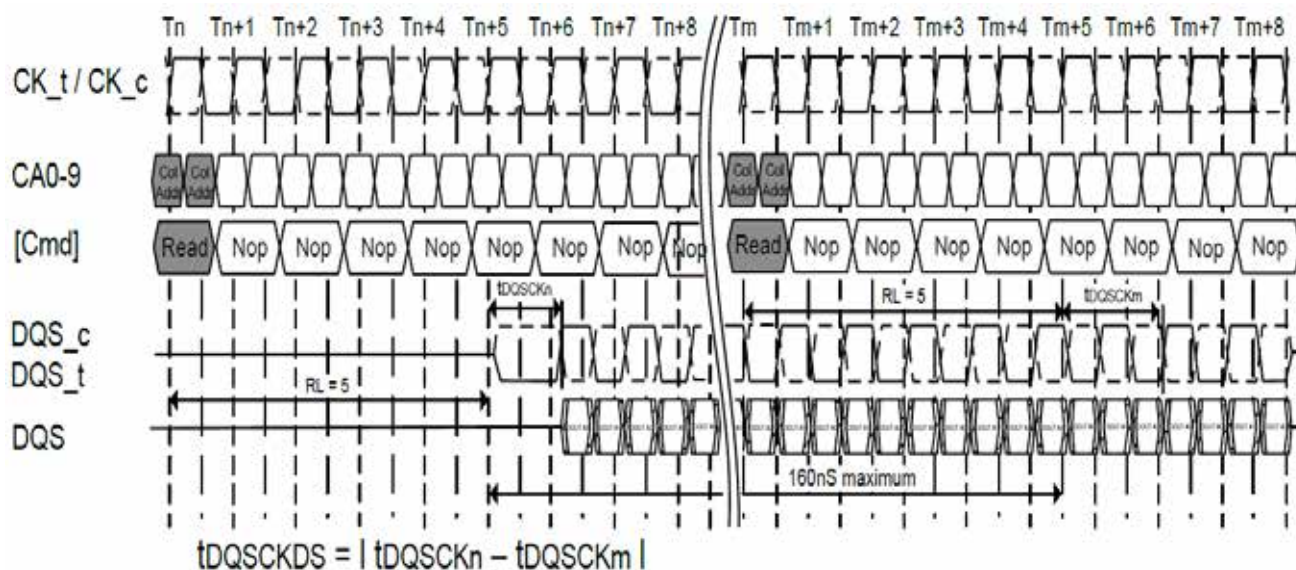 Tn Tn+1 Tn+2 Tn+3 Tn+4 Tn+5 Tn+6 Tn+7 Tn+8 Tm Tm+1 Tm+2 Tm+3 Tm+4 Tm+5 Tm+6 Tm+7 Tm+8
CK_t / CK_c
CA0-9 Col Addr Col Addr Col Addr Col Addr
[Cmd] Read Nop Nop Nop Nop Nop Nop Nop Nop Read Nop Nop Nop Nop Nop Nop Nop Nop
tDQSCKn RL = 5 tDQSCKm
DQS_c
DQS_t
RL = 5
DQS
160nS maximum
tDQSCKDS = | tDQSCKn – tDQSCKm |